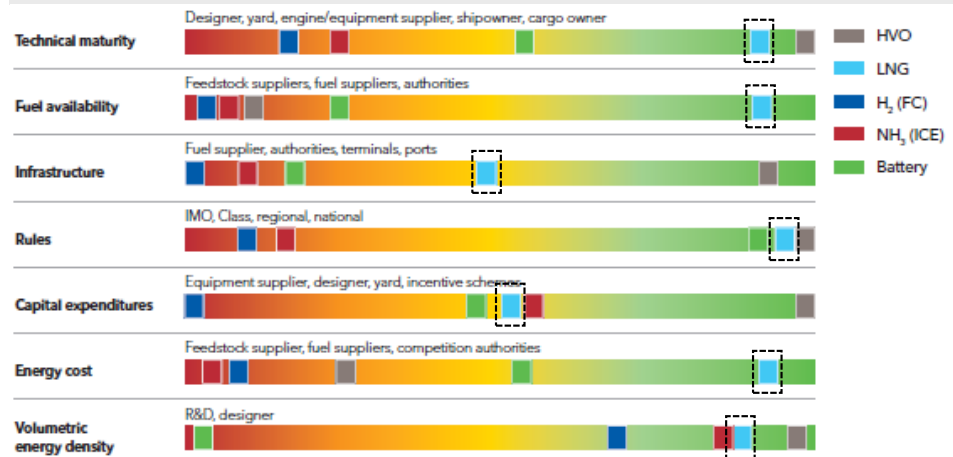 Designer, yard, engine/equipment supplier, shipowner, cargo owner
Technical maturity
Feedstock suppliers, fuel suppliers, authorities
Fuel availability
Fuel supplier, authorities, terminals, ports
Infrastructure
IMO, Class, regional, national
Rules
Equipment supplier, designer, yard, incentive schemes
Capital expenditures
Feedstock supplier, fuel suppliers, competition authorities
Energy cost
R&D, designer
Volumetric
energy density
HVO
LNG
H₂ (FC)
NH₃ (ICE)
Battery